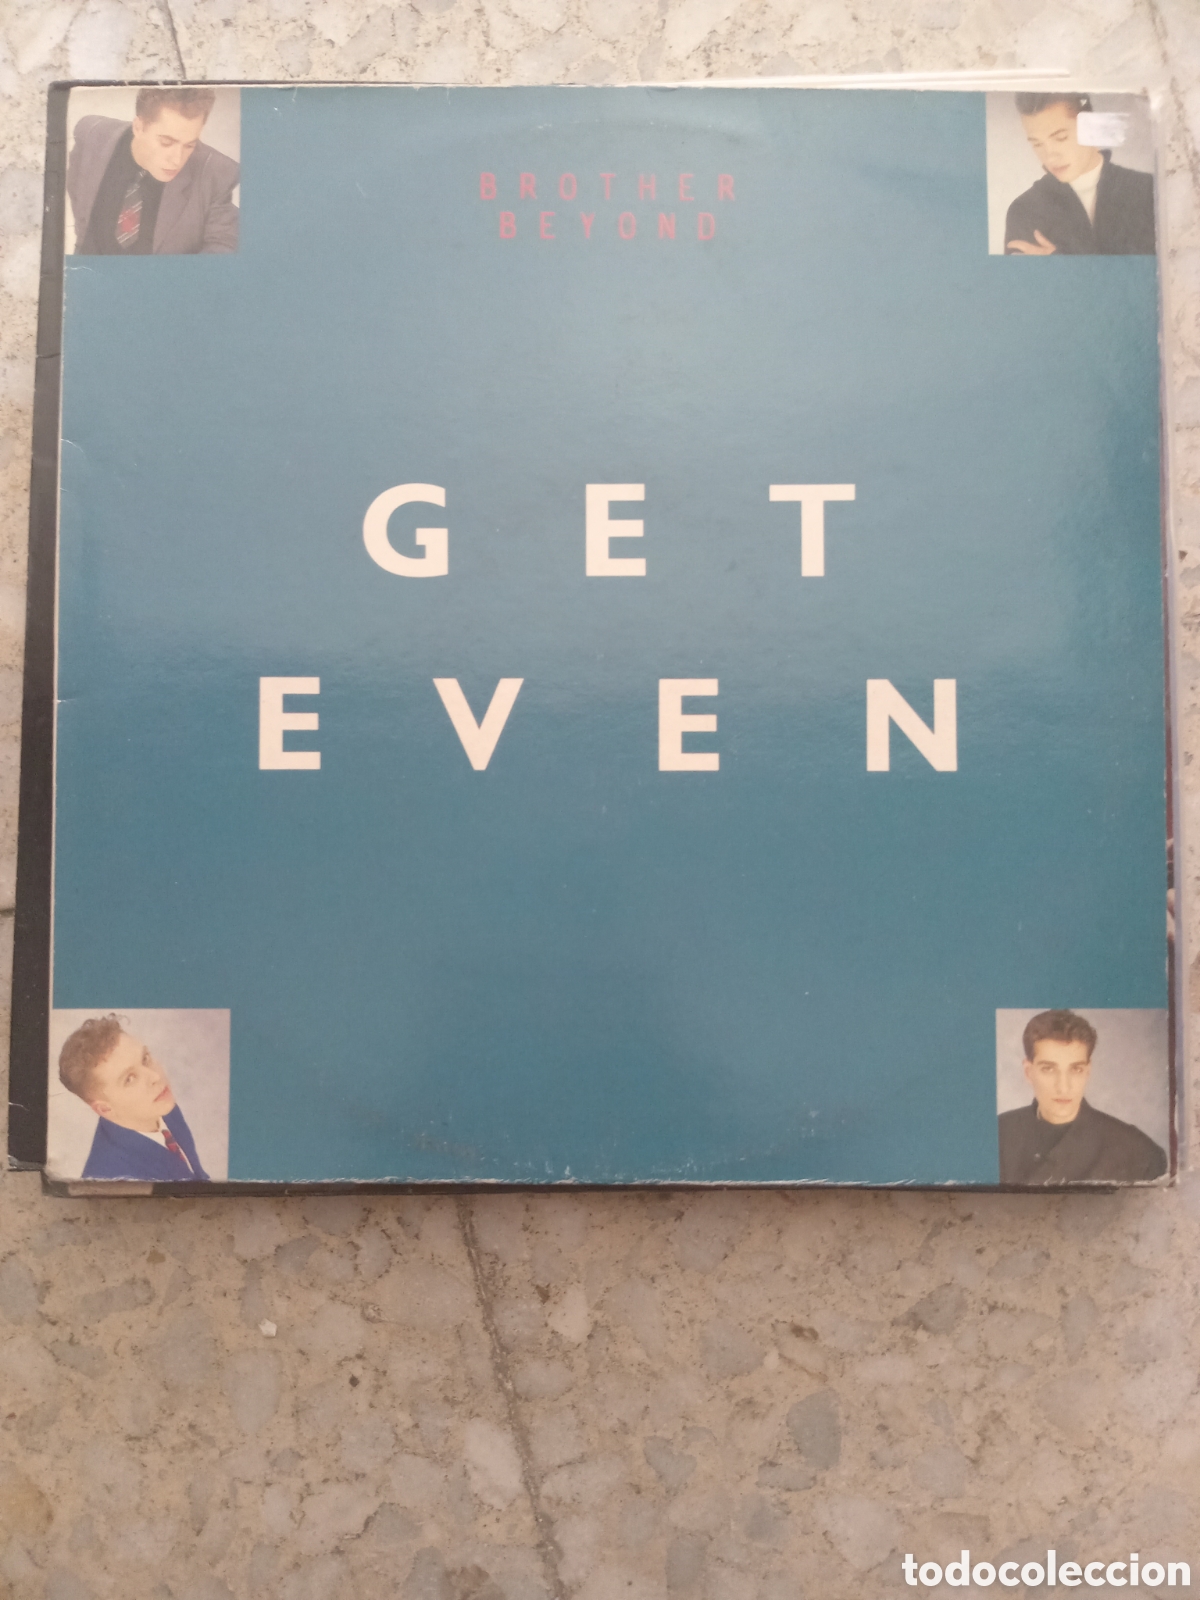 BROTHER
BEYOND
GET
EVEN
todocoleccion